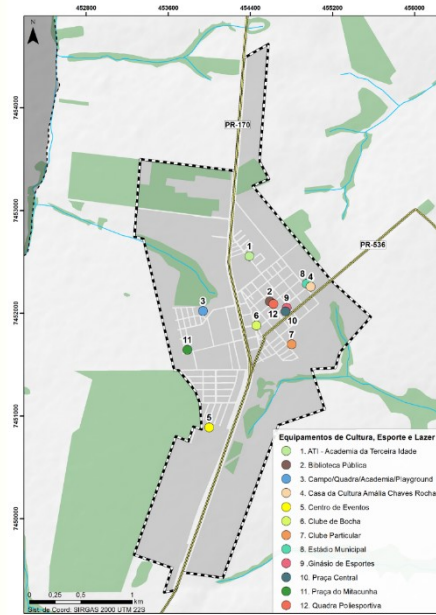 452800 453600 454400 455200 456000
N
7454000
PR-170
7453000
PR-536
1
8 4
2 9
3
12 10
6
7452000
7
11
7451000
5
Equipamentos de Cultura, Esporte e Lazer
1. ATI - Academia da Terceira Idade
2. Biblioteca Pública
3. Campo/Quadra/Academia/Playground
4. Casa da Cultura Amália Chaves Rocha
5. Centro de Eventos
6. Clube de Bocha
7. Clube Particular
8. Estádio Municipal
9. Ginásio de Esportes
10. Praça Central
11. Praça do Mitacunha
12. Quadra Poliesportiva
7450000
0 0,25 0,5 1
km
Sist. de Coord. SIRGAS 2000 UTM 22S